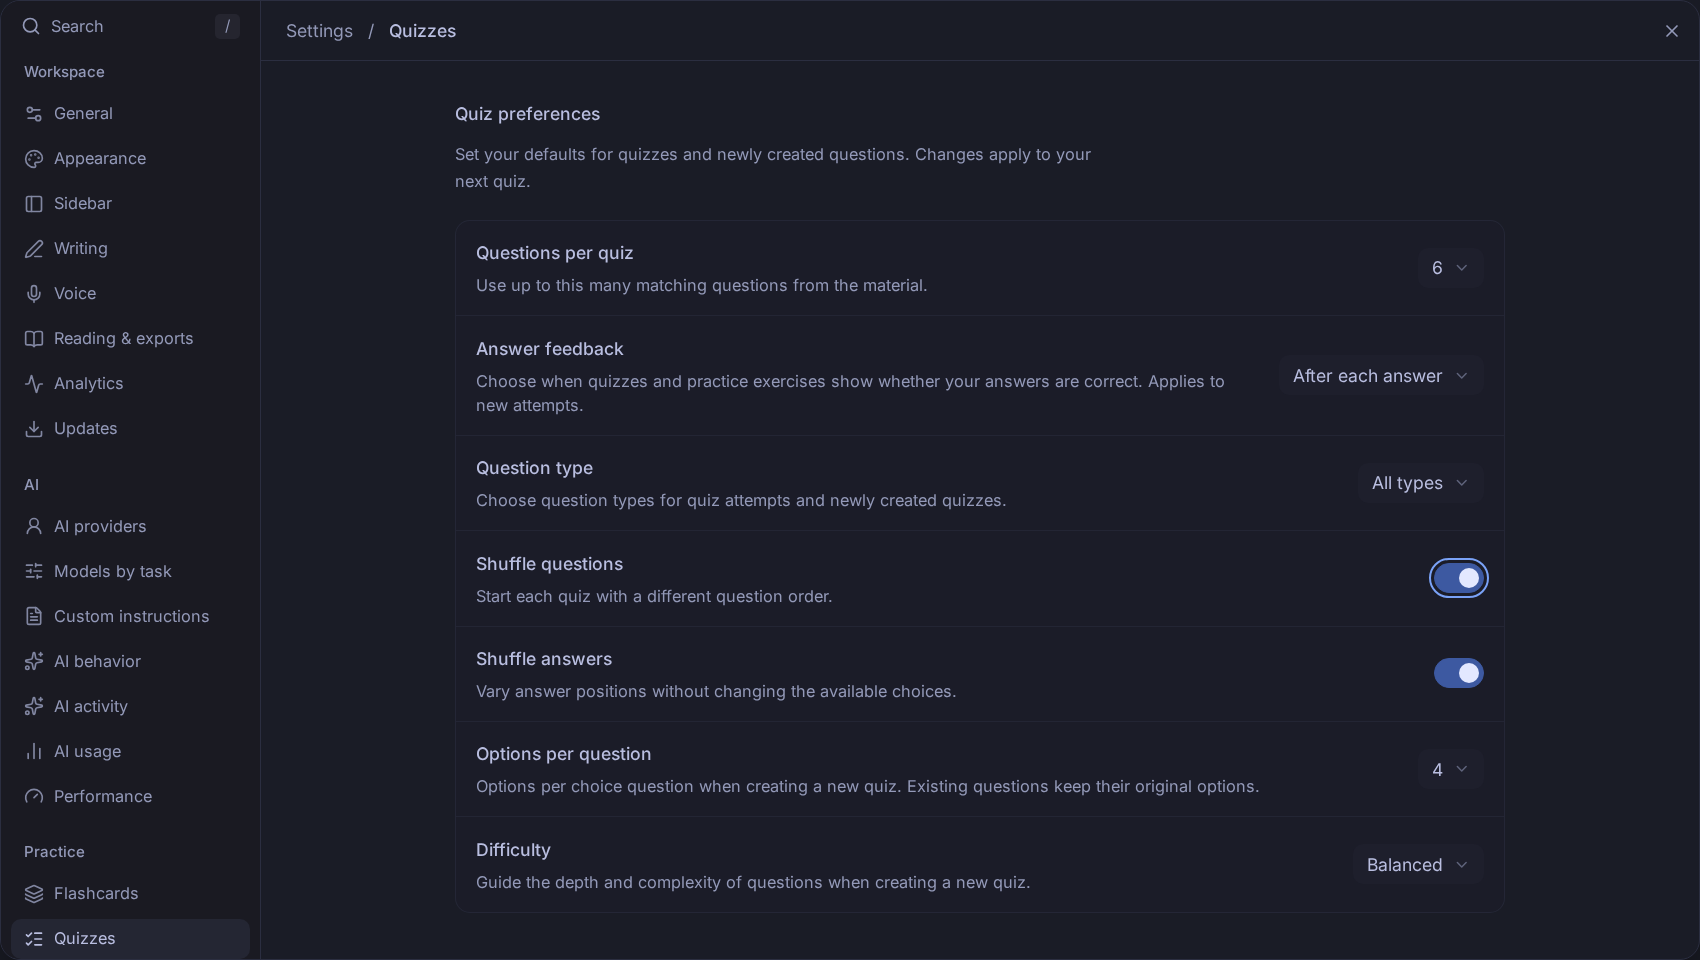 Search /
Workspace
General
Appearance
Sidebar
Writing
Voice
Reading & exports
Analytics
Updates
AI
AI providers
Models by task
Custom instructions
AI behavior
AI activity
AI usage
Performance
Practice
Flashcards
Quizzes
Settings / Quizzes
Quiz preferences
Set your defaults for quizzes and newly created questions. Changes apply to your
next quiz.
Questions per quiz
Use up to this many matching questions from the material.
6
Answer feedback
Choose when quizzes and practice exercises show whether your answers are correct. Applies to
new attempts.
After each answer
Question type
Choose question types for quiz attempts and newly created quizzes.
All types
Shuffle questions
Start each quiz with a different question order.
Shuffle answers
Vary answer positions without changing the available choices.
Options per question
Options per choice question when creating a new quiz. Existing questions keep their original options.
4
Difficulty
Guide the depth and complexity of questions when creating a new quiz.
Balanced